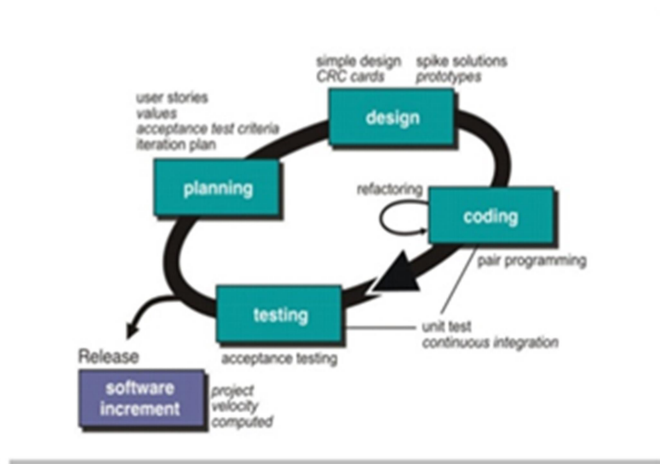 simple design
CRC cards
spike solutions
prototypes
design
user stories
values
acceptance test criteria
iteration plan
planning
refactoring
coding
pair programming
testing
unit test
continuous integration
acceptance testing
Release
software
increment
project
velocity
computed